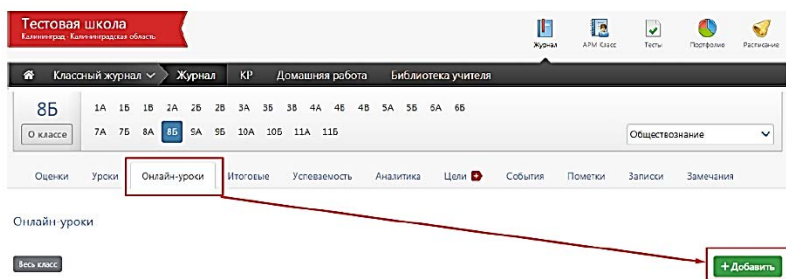 Тестовая школа
Калининград - Калининградская область
Журнал АРМ Класс Тесты Портфолио Расписание
Классный журнал Журнал КР Домашняя работа Библиотека учителя
8Б 1А 1Б 1В 2А 2Б 2В 3А 3Б 3В 4А 4Б 4В 5А 5Б 6А 6Б
О классе 7А 7Б 8А 8Б 9А 9Б 10А 10Б 11А 11Б Обществознание
Оценки Уроки Онлайн-уроки Итоговые Успеваемость Аналитика Цели События Пометки Записи Замечания
Онлайн-уроки
Весь класс + Добавить